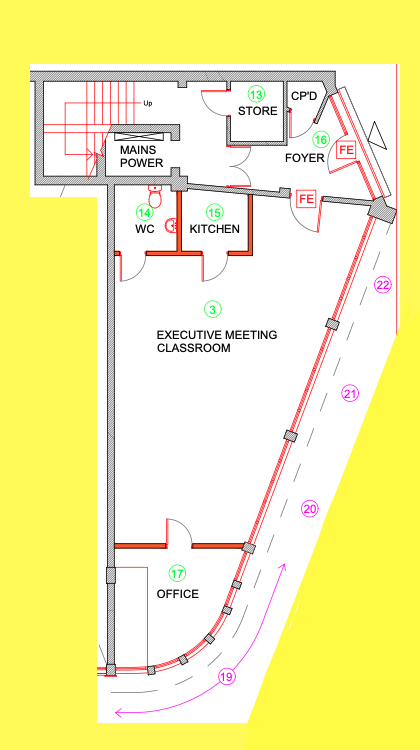 13
CP'D
Up
STORE
16
MAINS
POWER
FE
FOYER
FE
14
15
WC
KITCHEN
22
3
EXECUTIVE MEETING
CLASSROOM
21
20
17
OFFICE
19